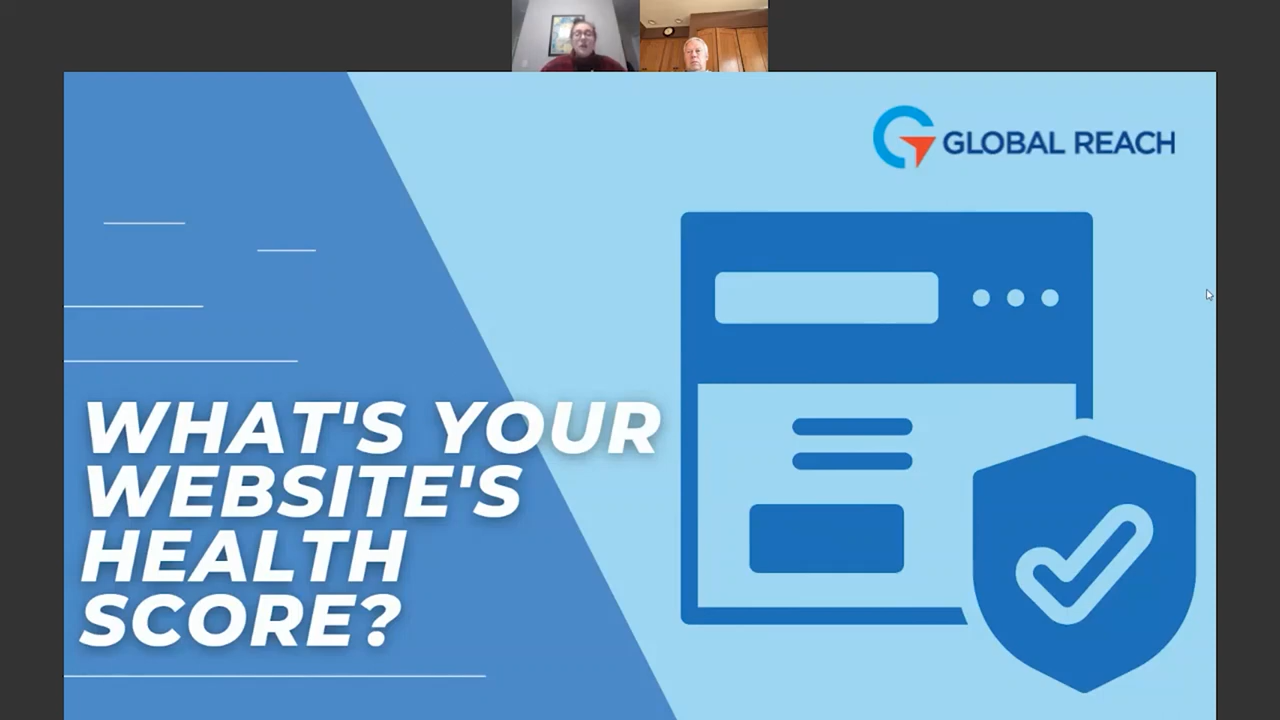 GLOBAL REACH
WHAT'S YOUR
WEBSITE'S
HEALTH
SCORE?